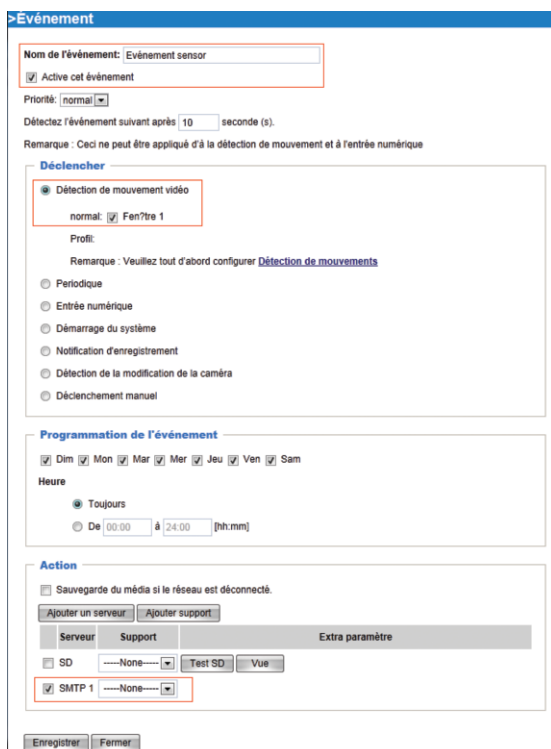 >Événement
Nom de l'événement: Evénement sensor
Active cet événement
Priorité: normal
Détectez l'événement suivant après 10 seconde (s).
Remarque : Ceci ne peut être appliqué d'à la détection de mouvement et à l'entrée numérique
Déclencher
Détection de mouvement vidéo
normal: Fen?tre 1
Profil:
Remarque : Veuillez tout d'abord configurer Détection de mouvements
Periodique
Entrée numérique
Démarrage du système
Notification d'enregistrement
Détection de la modification de la caméra
Déclenchement manuel
Programmation de l'événement
Dim Mon Mar Mer Jeu Ven Sam
Heure
Toujours
De 00:00 à 24:00 [hh:mm]
Action
Sauvegarde du média si le réseau est déconnecté.
Ajouter un serveur Ajouter support
Serveur Support Extra paramètre
SD -----None----- Test SD Vue
SMTP 1 -----None-----
Enregistrer Fermer